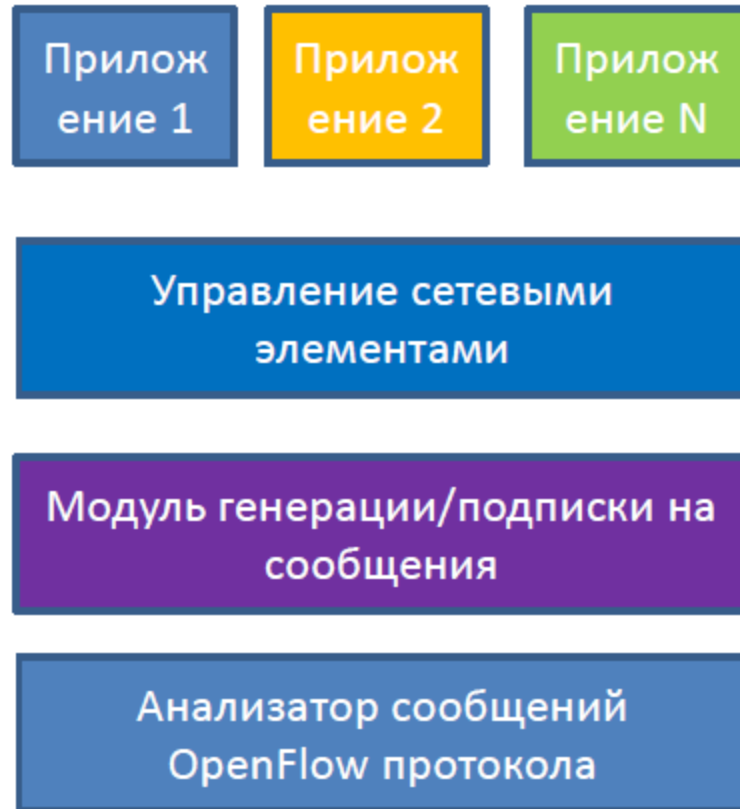 Прилож
ение 1
Прилож
ение 2
Прилож
ение N
Управление сетевыми
элементами
Модуль генерации/подписки на
сообщения
Анализатор сообщений
OpenFlow протокола